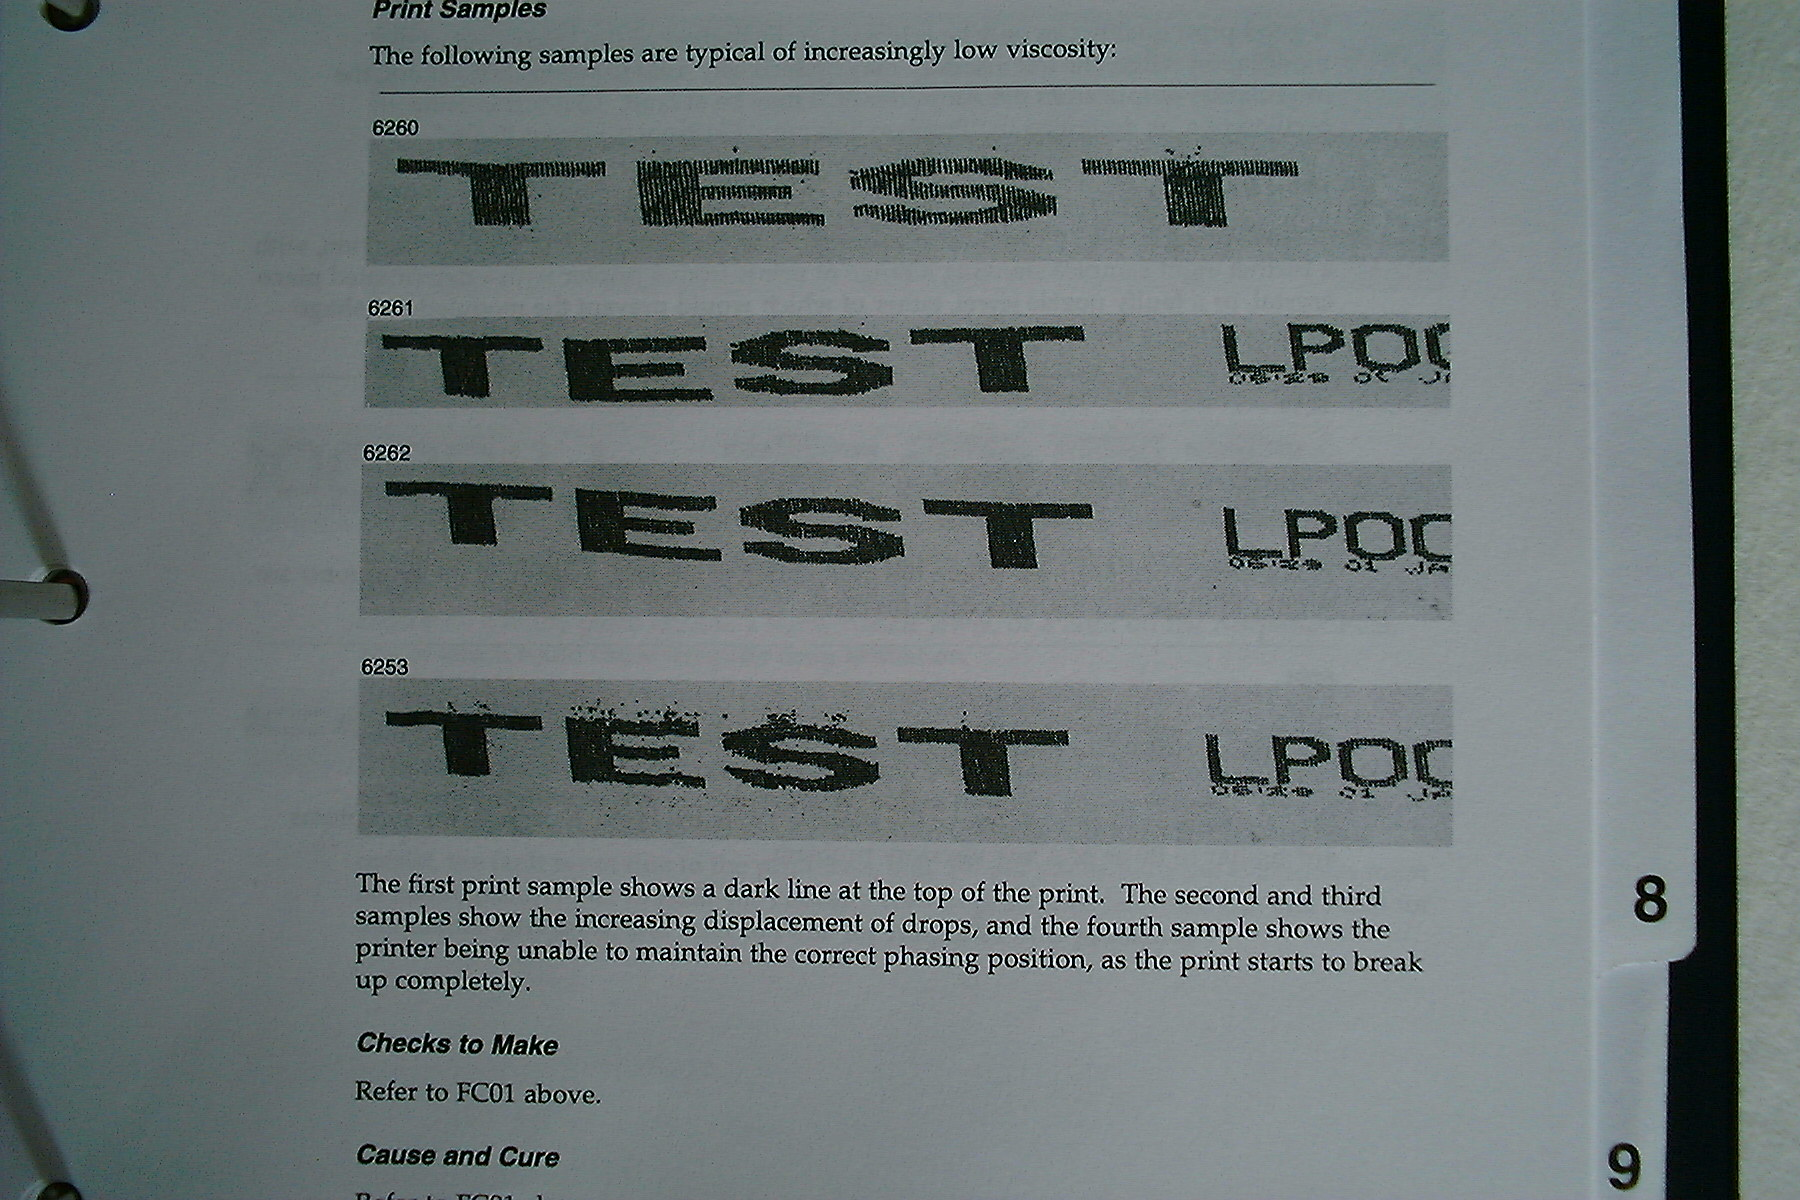 Print Samples
The following samples are typical of increasingly low viscosity:
6260
TEST
6261
TEST LPO
6262
TEST LPO
6253
TEST LPO
The first print sample shows a dark line at the top of the print. The second and third
samples show the increasing displacement of drops, and the fourth sample shows the
printer being unable to maintain the correct phasing position, as the print starts to break
up completely.
8
Checks to Make
Refer to FC01 above.
Cause and Cure
9